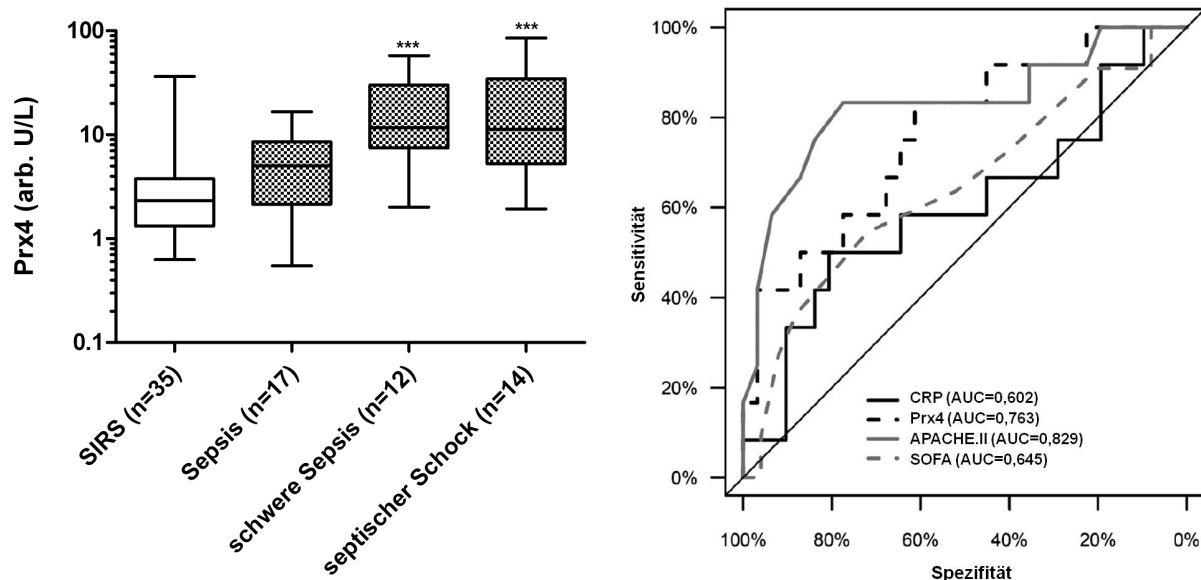 Prx4 (arb. U/L)
100
10
1
0.1
***
***
SIRS (n=35)
Sepsis (n=17)
schwere Sepsis (n=12)
septischer Schock (n=14)
Sensitivität
100%
80%
60%
40%
20%
0%
CRP (AUC=0,602)
Prx4 (AUC=0,763)
APACHE.II (AUC=0,829)
SOFA (AUC=0,645)
100%
80%
60%
40%
20%
0%
Spezifität